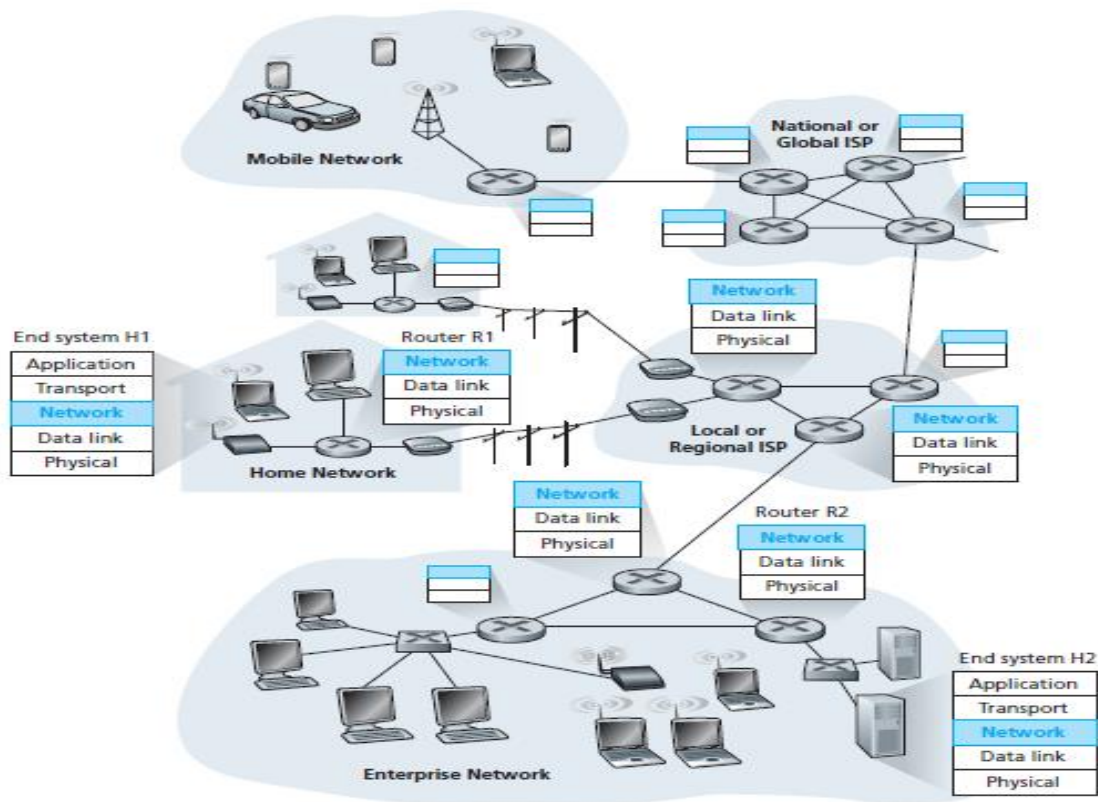 Mobile Network
National or
Global ISP
End system H1
Application
Transport
Network
Data link
Physical
Router R1
Network
Data link
Physical
Home Network
Network
Data link
Physical
Local or
Regional ISP
Network
Data link
Physical
Network
Data link
Physical
Router R2
Network
Data link
Physical
End system H2
Application
Transport
Network
Data link
Physical
Enterprise Network